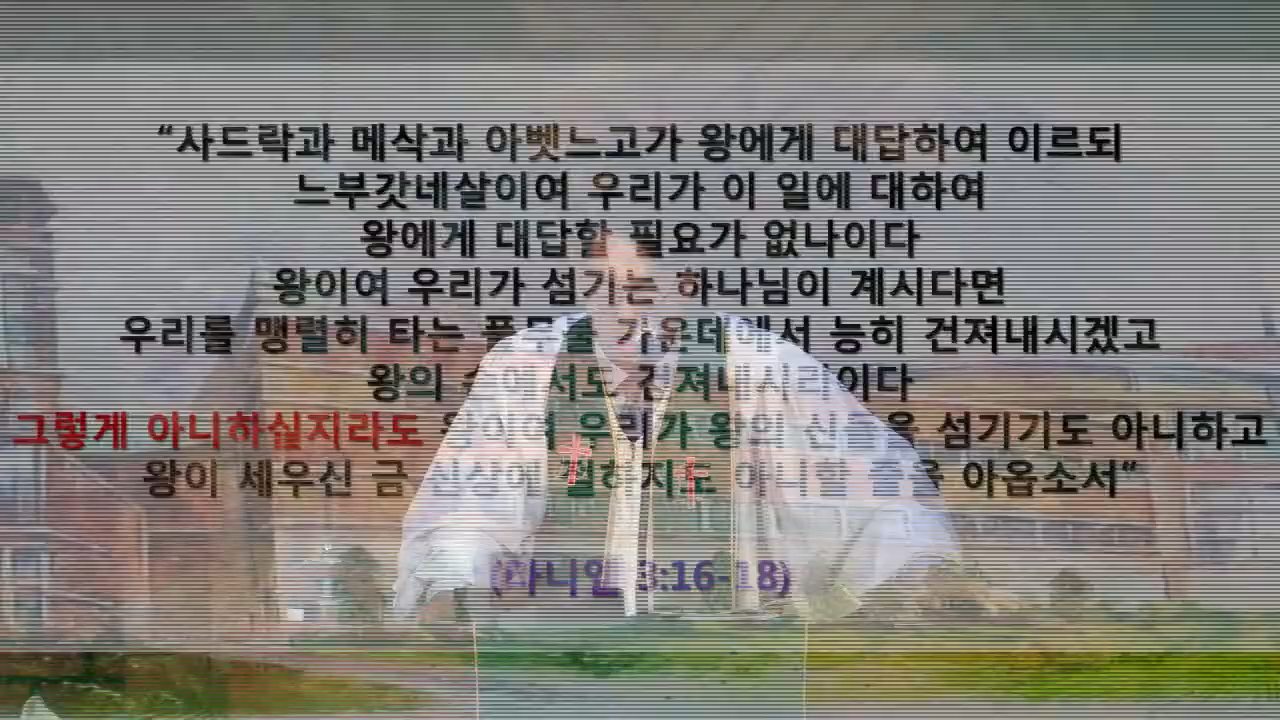 “사드락과 메삭과 아벳느고가 왕에게 대답하여 이르되
느부갓네살이여 우리가 이 일에 대하여
왕에게 대답할 필요가 없나이다
왕이여 우리가 섬기는 하나님이 계시다면
우리를 맹렬히 타는 풀무불 가운데에서 능히 건져내시겠고
왕의 손에서도 건져내시리이다
그렇게 아니하실지라도 왕이여 우리가 왕의 신들을 섬기기도 아니하고
왕이 세우신 금 신상에게 절하지도 아니할 줄을 아옵소서“
(다니엘 3:16-18)